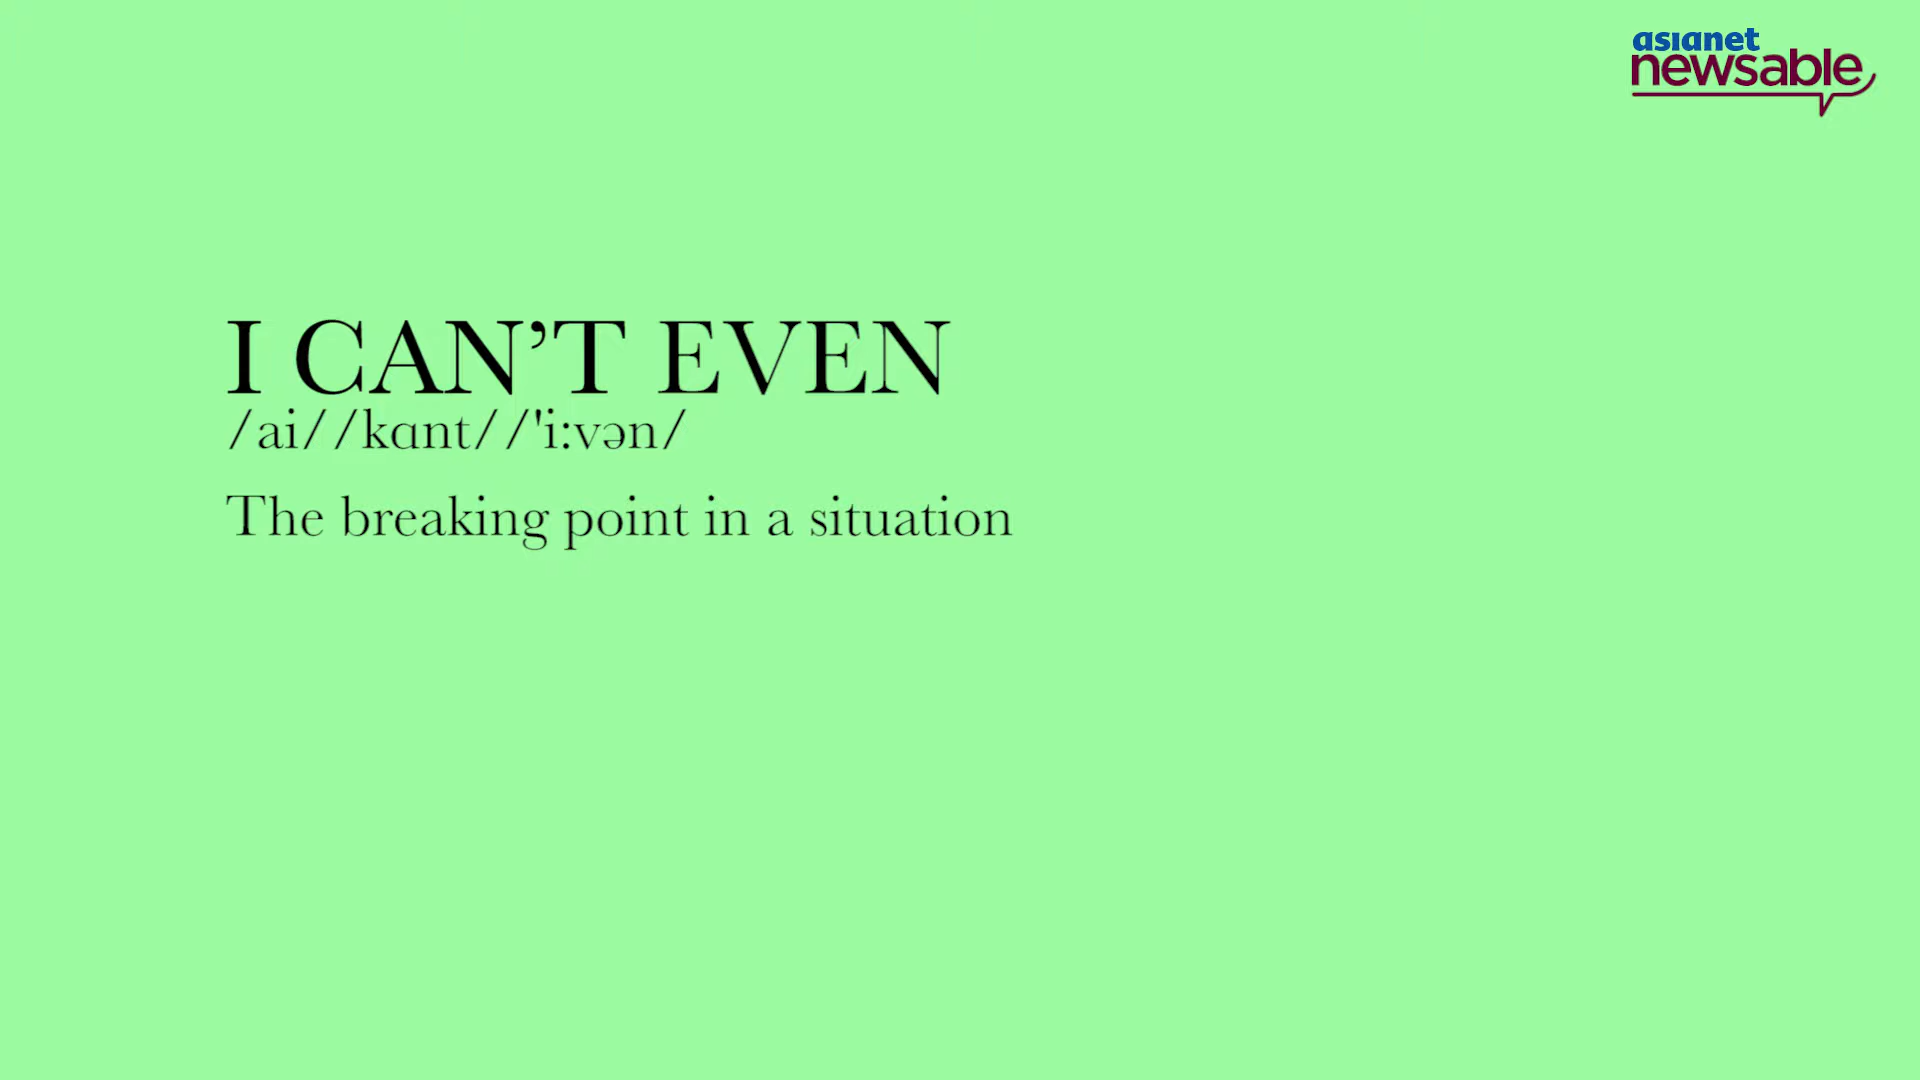 asianet
newsable
I CAN’T EVEN
/ai//kɑnt//'i:vən/
The breaking point in a situation